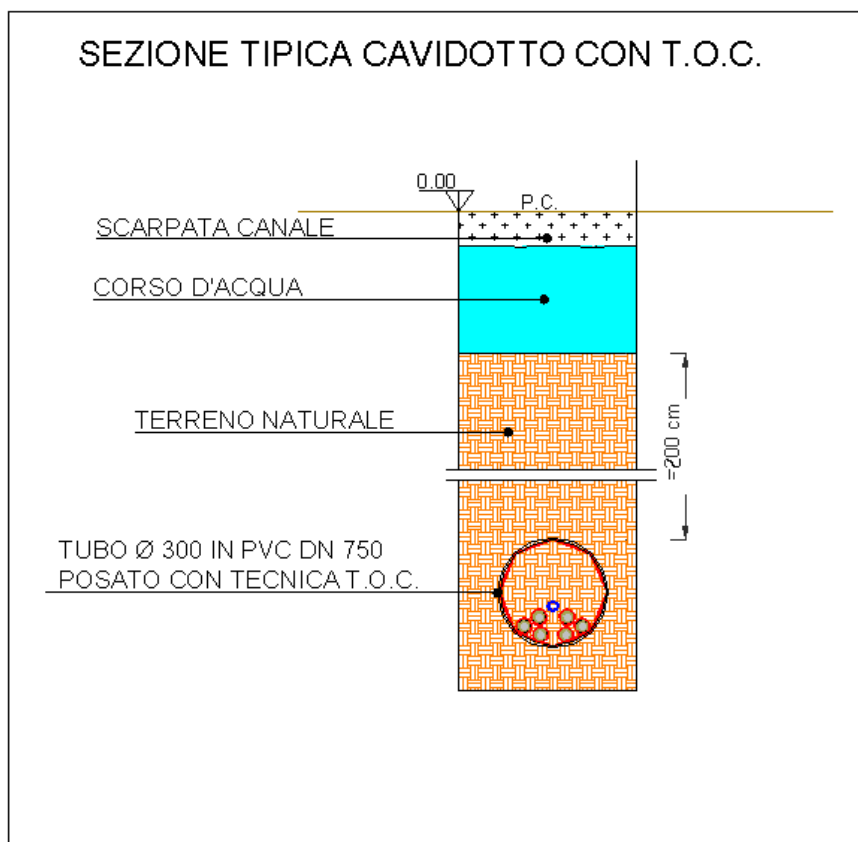 SEZIONE TIPICA CAVIDOTTO CON T.O.C.
0.00
P.C.
SCARPATA CANALE
CORSO D'ACQUA
TERRENO NATURALE
=200 cm
TUBO Ø 300 IN PVC DN 750
POSATO CON TECNICA T.O.C.